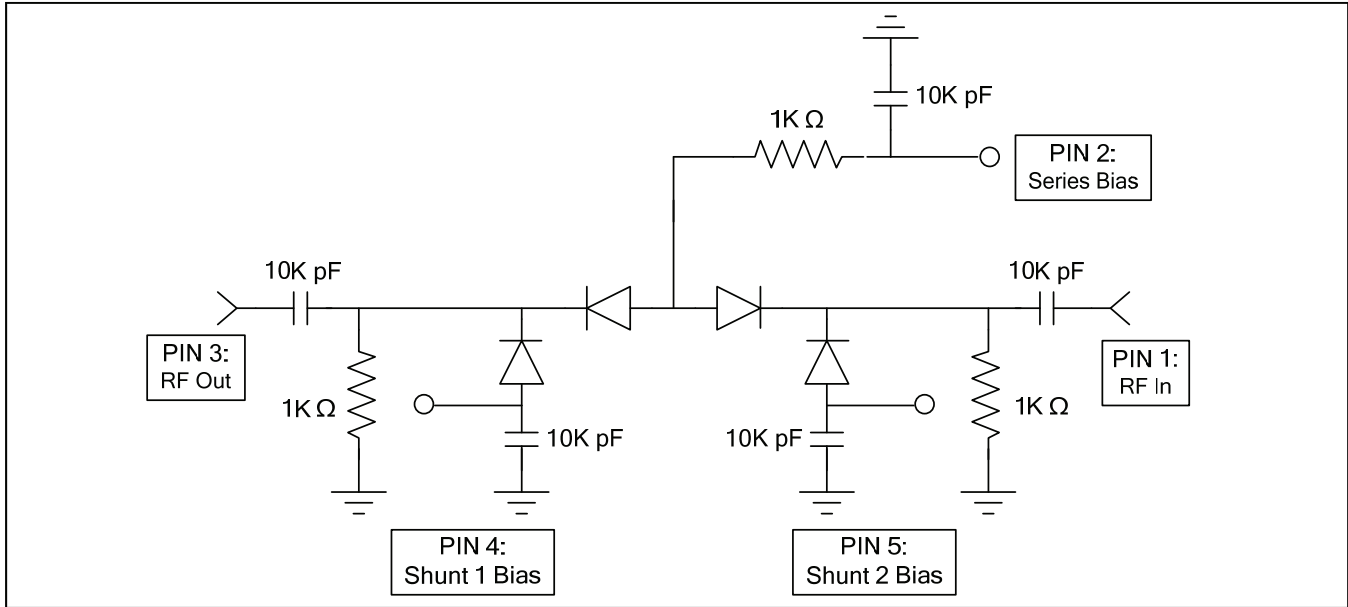 10K pF
1K Ω
PIN 2:
Series Bias
10K pF
10K pF
PIN 3:
RF Out
PIN 1:
RF In
1K Ω
10K pF
10K pF
1K Ω
PIN 4:
Shunt 1 Bias
PIN 5:
Shunt 2 Bias